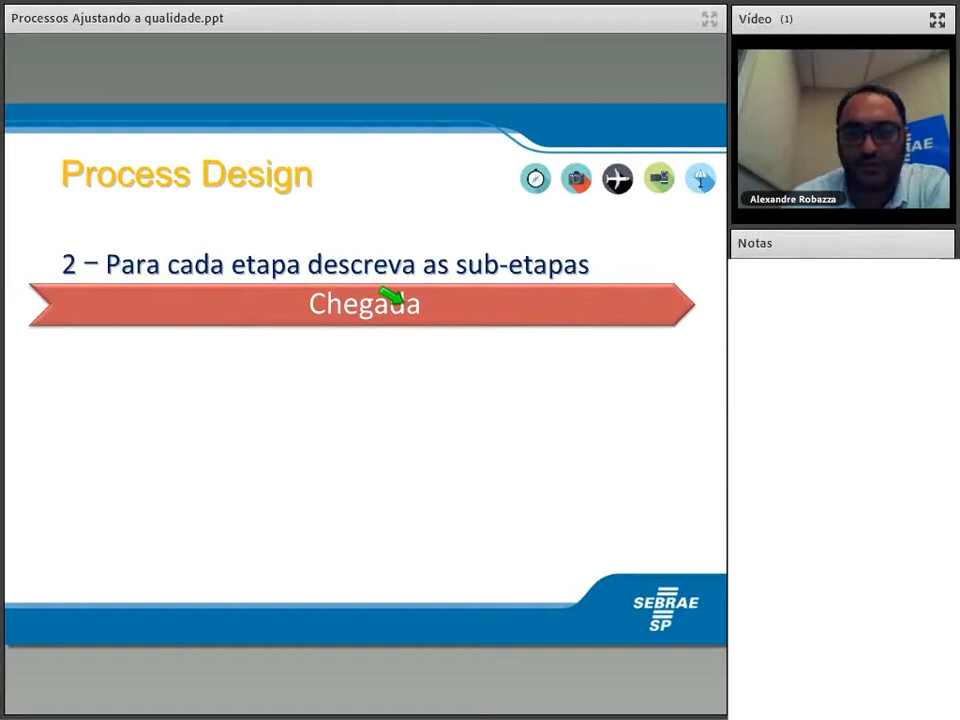 Processos Ajustando a qualidade.ppt
Vídeo (1)
AE
Alexandre Robazza
Notas
Process Design
2 – Para cada etapa descreva as sub-etapas
Chegada
SEBRAE
SP